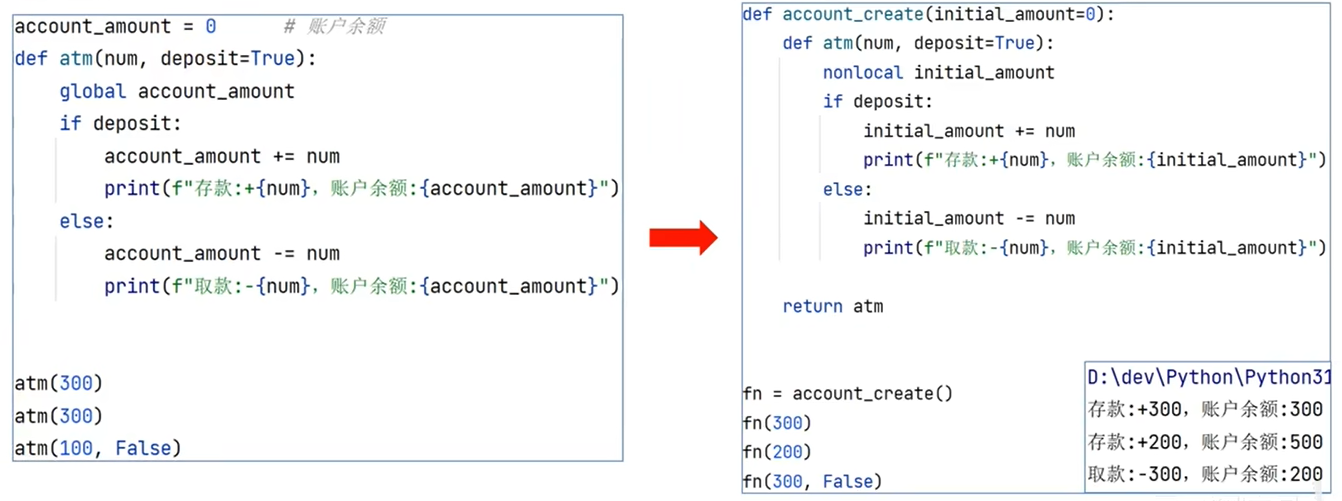 account_amount = 0      # 账户余额
def atm(num, deposit=True):
    global account_amount
    if deposit:
        account_amount += num
        print(f"存款:+{num}，账户余额:{account_amount}")
    else:
        account_amount -= num
        print(f"取款:-{num}，账户余额:{account_amount}")
atm(300)
atm(300)
atm(100, False)
def account_create(initial_amount=0):
    def atm(num, deposit=True):
        nonlocal initial_amount
        if deposit:
            initial_amount += num
            print(f"存款:+{num}，账户余额:{initial_amount}")
        else:
            initial_amount -= num
            print(f"取款:-{num}，账户余额:{initial_amount}")
    return atm
fn = account_create()
fn(300)
fn(200)
fn(300, False)
D:\dev\Python\Python31
存款:+300，账户余额:300
存款:+200，账户余额:500
取款:-300，账户余额:200